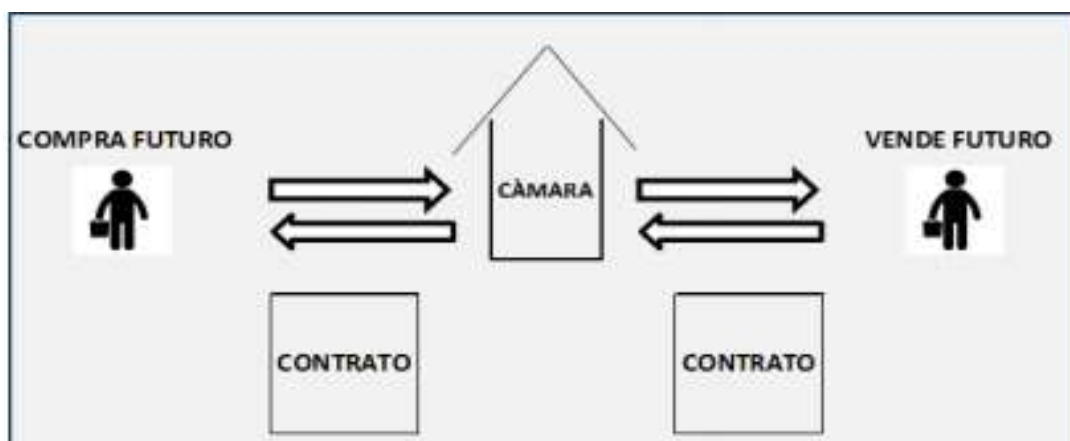 COMPRA FUTURO
VENDE FUTURO
CÀMARA
CONTRATO
CONTRATO